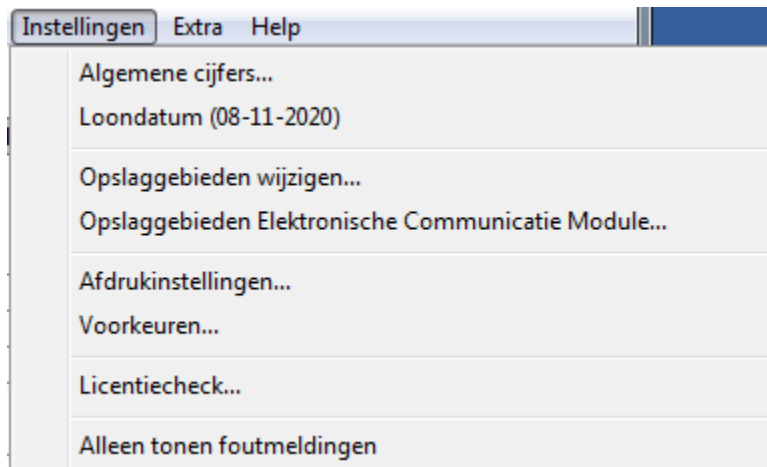 Instellingen Extra Help
Algemene cijfers...
Loondatum (08-11-2020)
Opslaggebieden wijzigen...
Opslaggebieden Elektronische Communicatie Module...
Afdrukinstellingen...
Voorkeuren...
Licentiecheck...
Alleen tonen foutmeldingen